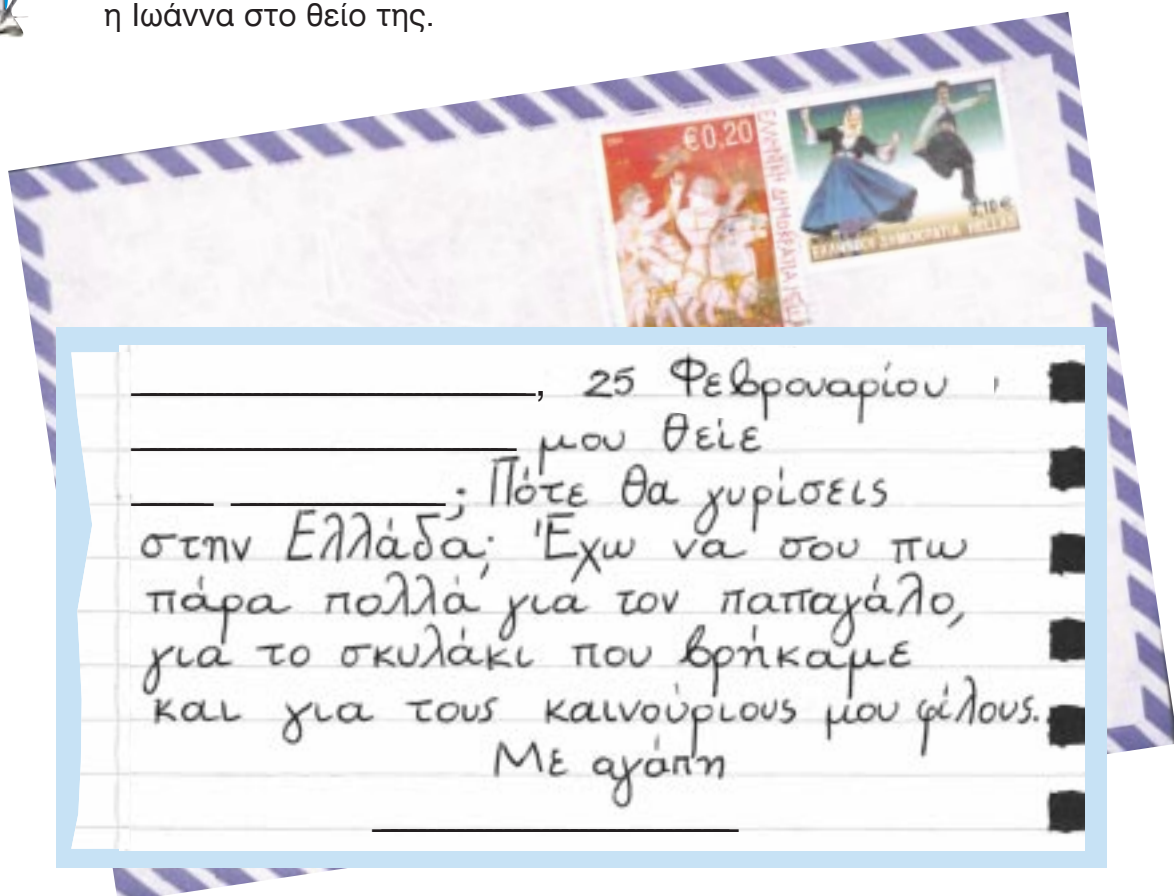 η Ιωάννα στο θείο της.
€0,20
ΕΛΛΗΝΙΚΗ ΔΗΜΟΚΡΑΤΙΑ
0,10 €
ΕΛΛΗΝΙΚΗ ΔΗΜΟΚΡΑΤΙΑ HELLAS
, 25 Φεβρουαρίου
μου θείε
; Πότε θα γυρίσεις
στην Ελλάδα; Έχω να σου πω
πάρα πολλά για τον παπαγάλο,
για το σκυλάκι που βρήκαμε
και για τους καινούριους μου φίλους.
Με αγάπη